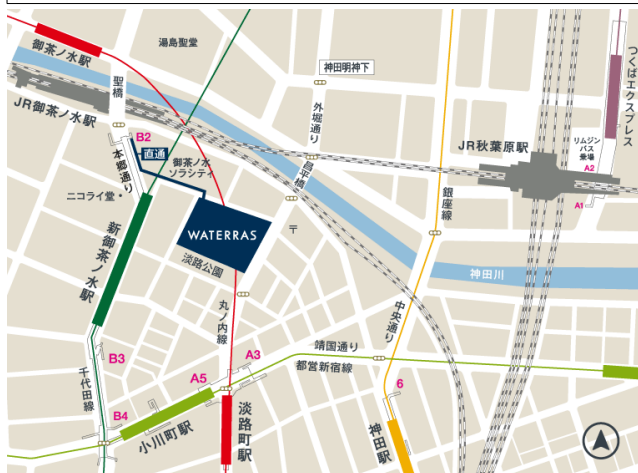 御茶ノ水駅
湯島聖堂
神田明神下
つくばエクスプレス
聖橋
外堀通り
JR御茶ノ水駅
B2
直通
御茶ノ水
ソラシティ
昌平橋
JR秋葉原駅
リムジン
バス
乗場
A2
A1
本郷通り
ニコライ堂・
WATERRAS
〒
淡路公園
銀座線
新御茶ノ水駅
神田川
丸ノ内線
中央通り
靖国通り
都営新宿線
B3
千代田線
A5
A3
6
B4
小川町駅
淡路町駅
神田駅